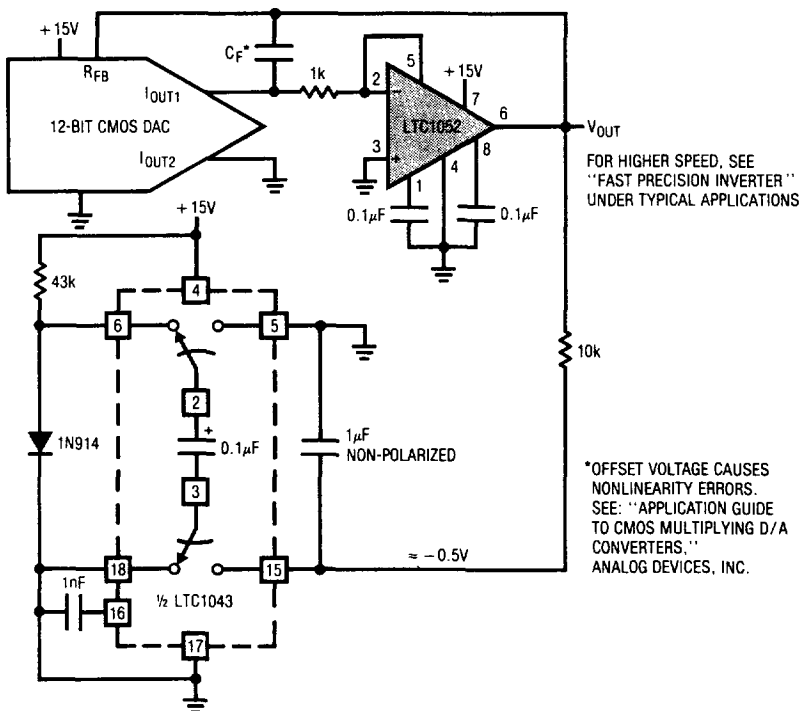 +15V
R_FB
C_F*
1k
I_OUT1
12-BIT CMOS DAC
I_OUT2
2
3
5
+15V
7
6
LTC1052
−
+
1
4
8
0.1μF
0.1μF
V_OUT
FOR HIGHER SPEED, SEE
"FAST PRECISION INVERTER"
UNDER TYPICAL APPLICATIONS
+15V
43k
4
6
5
2
+
0.1μF
1N914
3
1μF
NON-POLARIZED
10k
18
15
≈ −0.5V
1nF
16
½ LTC1043
17
*OFFSET VOLTAGE CAUSES
NONLINEARITY ERRORS.
SEE: "APPLICATION GUIDE
TO CMOS MULTIPLYING D/A
CONVERTERS,"
ANALOG DEVICES, INC.